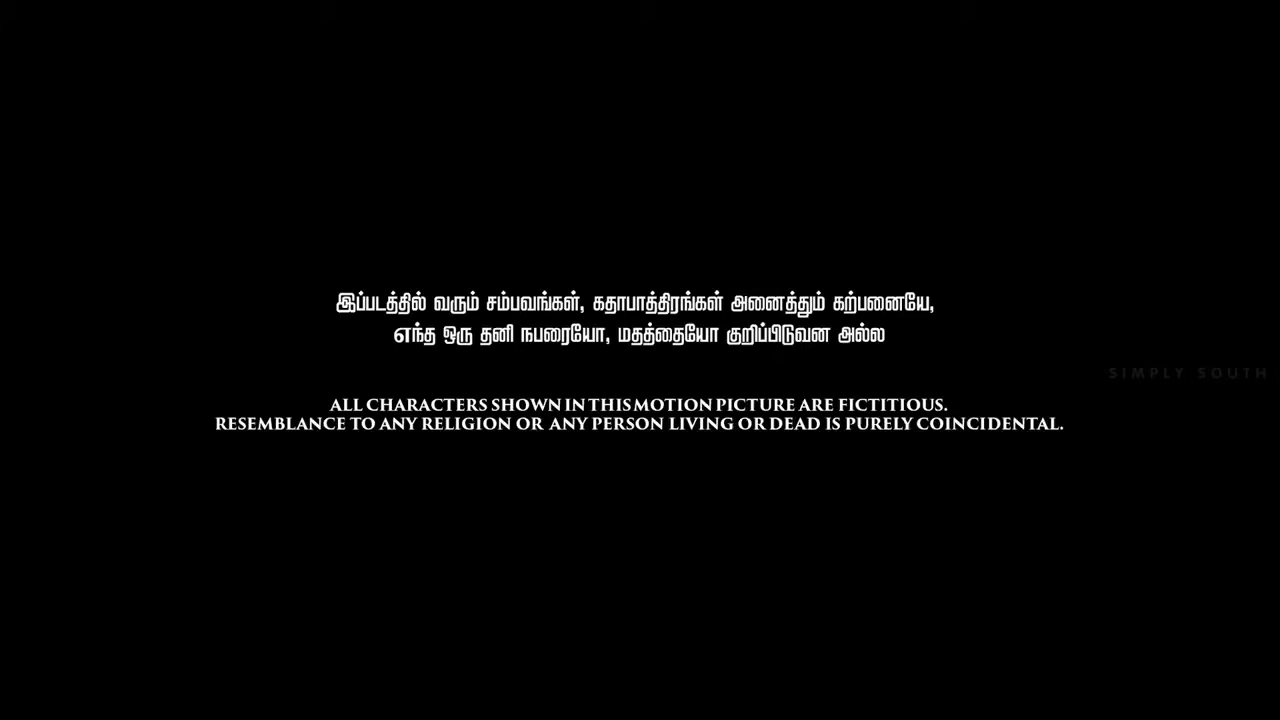 இப்படத்தில் வரும் சம்பவங்கள், கதாபாத்திரங்கள் அனைத்தும் கற்பனையே,
எந்த ஒரு தனி நபரையோ, மதத்தையோ குறிப்பிடுவன அல்ல
SIMPLY SOUTH
ALL CHARACTERS SHOWN IN THIS MOTION PICTURE ARE FICTITIOUS.
RESEMBLANCE TO ANY RELIGION OR ANY PERSON LIVING OR DEAD IS PURELY COINCIDENTAL.